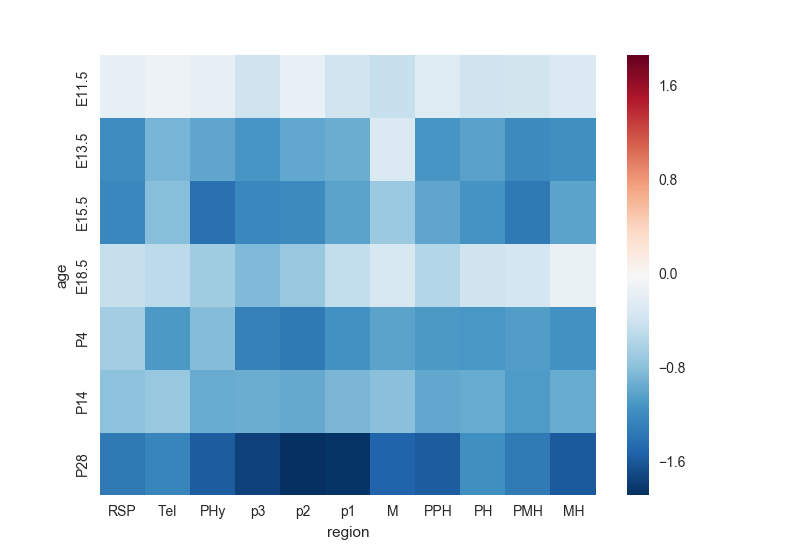 age
E11.5
E13.5
E15.5
E18.5
P4
P14
P28
RSP Tel PHy p3 p2 p1 M PPH PH PMH MH
region
1.6
0.8
0.0
−0.8
−1.6